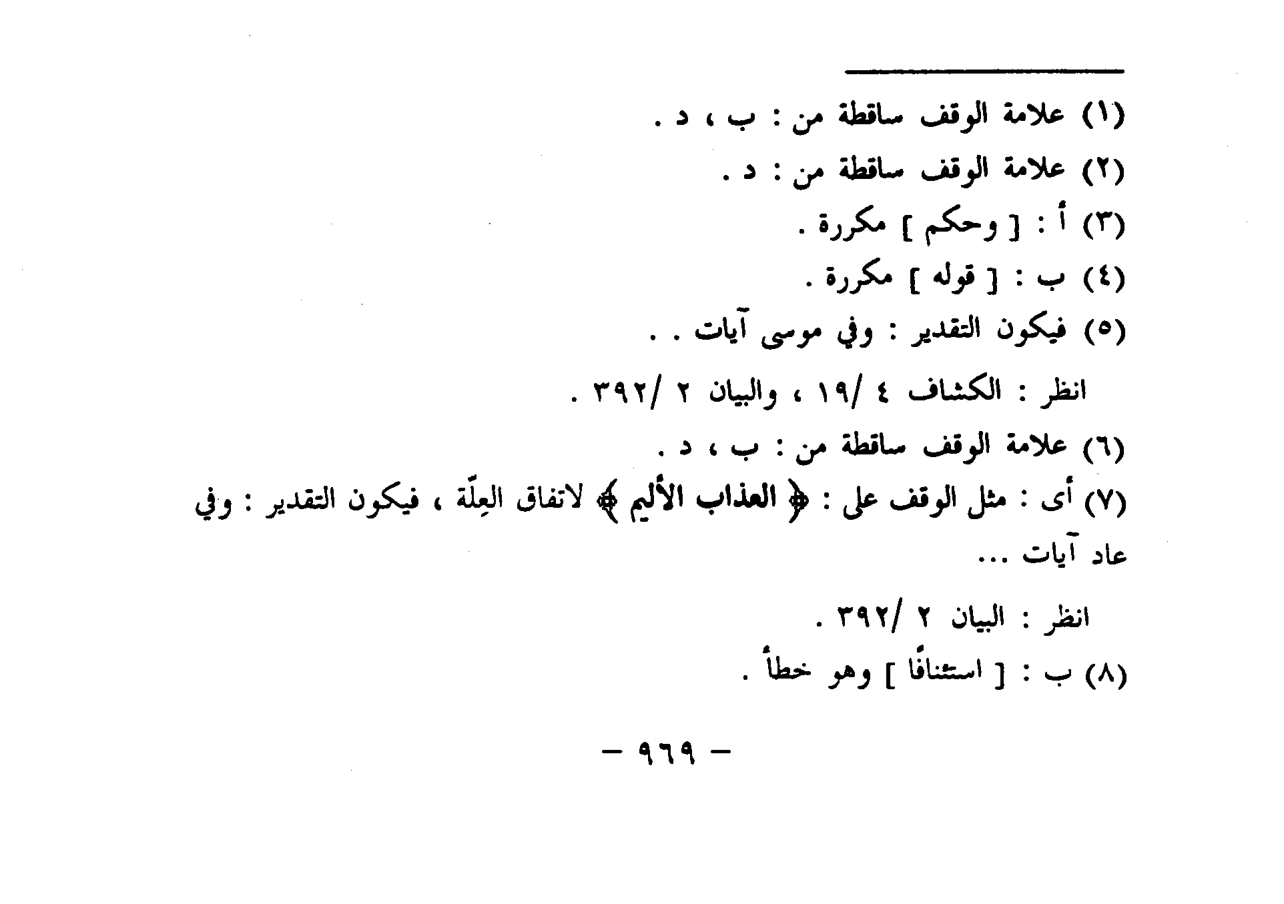 (١) علامة الوقف ساقطة من : ب ، د .
(٢) علامة الوقف ساقطة من : د .
(٣) أ : [ وحكم ] مكررة .
(٤) ب : [ قوله ] مكررة .
(٥) فيكون التقدير : وفي موسى آيات . .
انظر : الكشاف ٤ /١٩ ، والبيان ٢ /٣٩٢ .
(٦) علامة الوقف ساقطة من : ب ، د .
(٧) أى : مثل الوقف على : ﴿ العذاب الأليم ﴾ لاتفاق العِلّة ، فيكون التقدير : وفي
عاد آيات ...
انظر : البيان ٢ /٣٩٢ .
(٨) ب : [ استئنافًا ] وهو خطأ .
— ٩٦٩ —